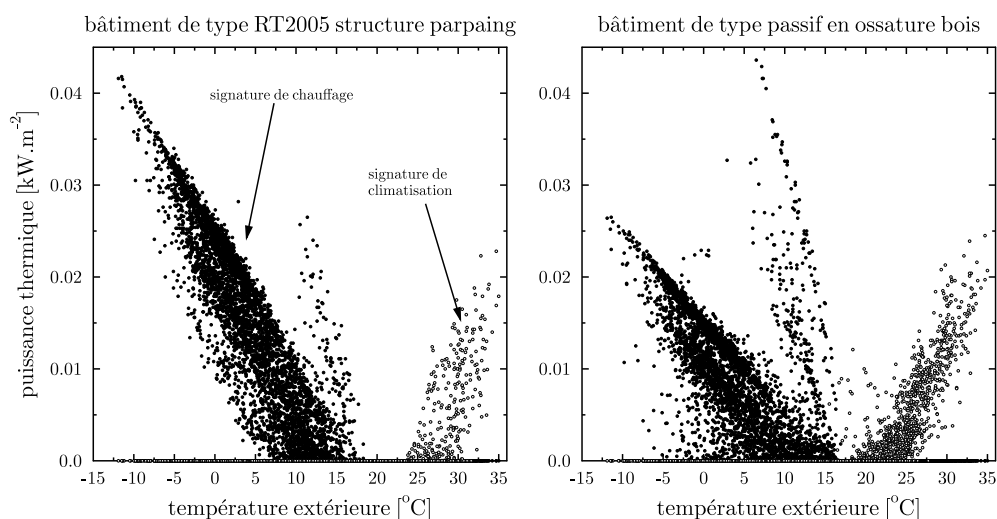 bâtiment de type RT2005 structure parpaing
puissance thermique [kW.m⁻²]
0.04
0.03
0.02
0.01
0.0
signature de chauffage
signature de
climatisation
-15 -10 -5 0 5 10 15 20 25 30 35
température extérieure [°C]
bâtiment de type passif en ossature bois
0.04
0.03
0.02
0.01
0.0
-15 -10 -5 0 5 10 15 20 25 30 35
température extérieure [°C]